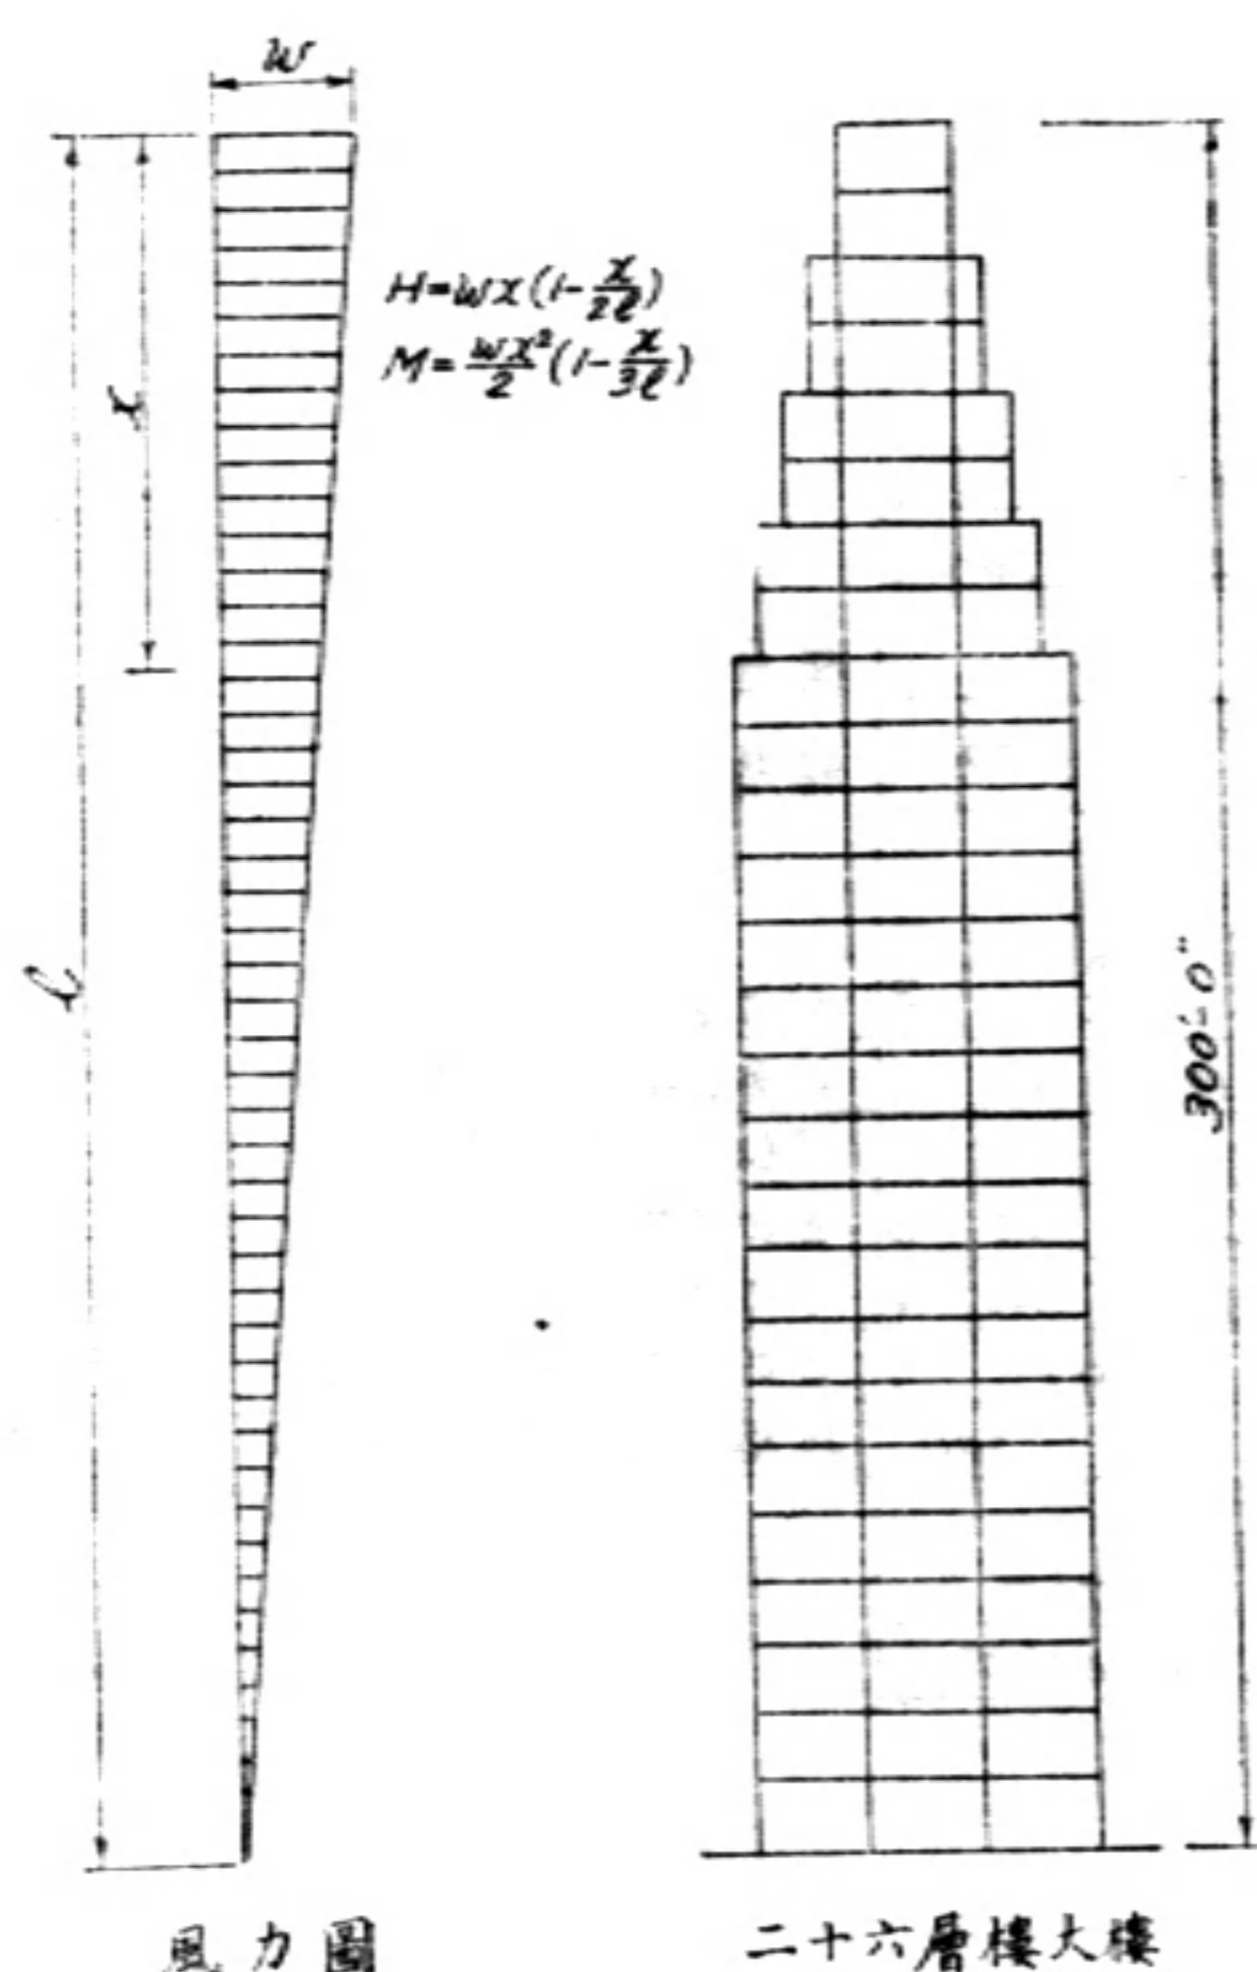 w
H=wx(1-x/2l)
M=wx²/2(1-x/3l)
x
l
300'-0"
風力圖
二十六層樓大樓